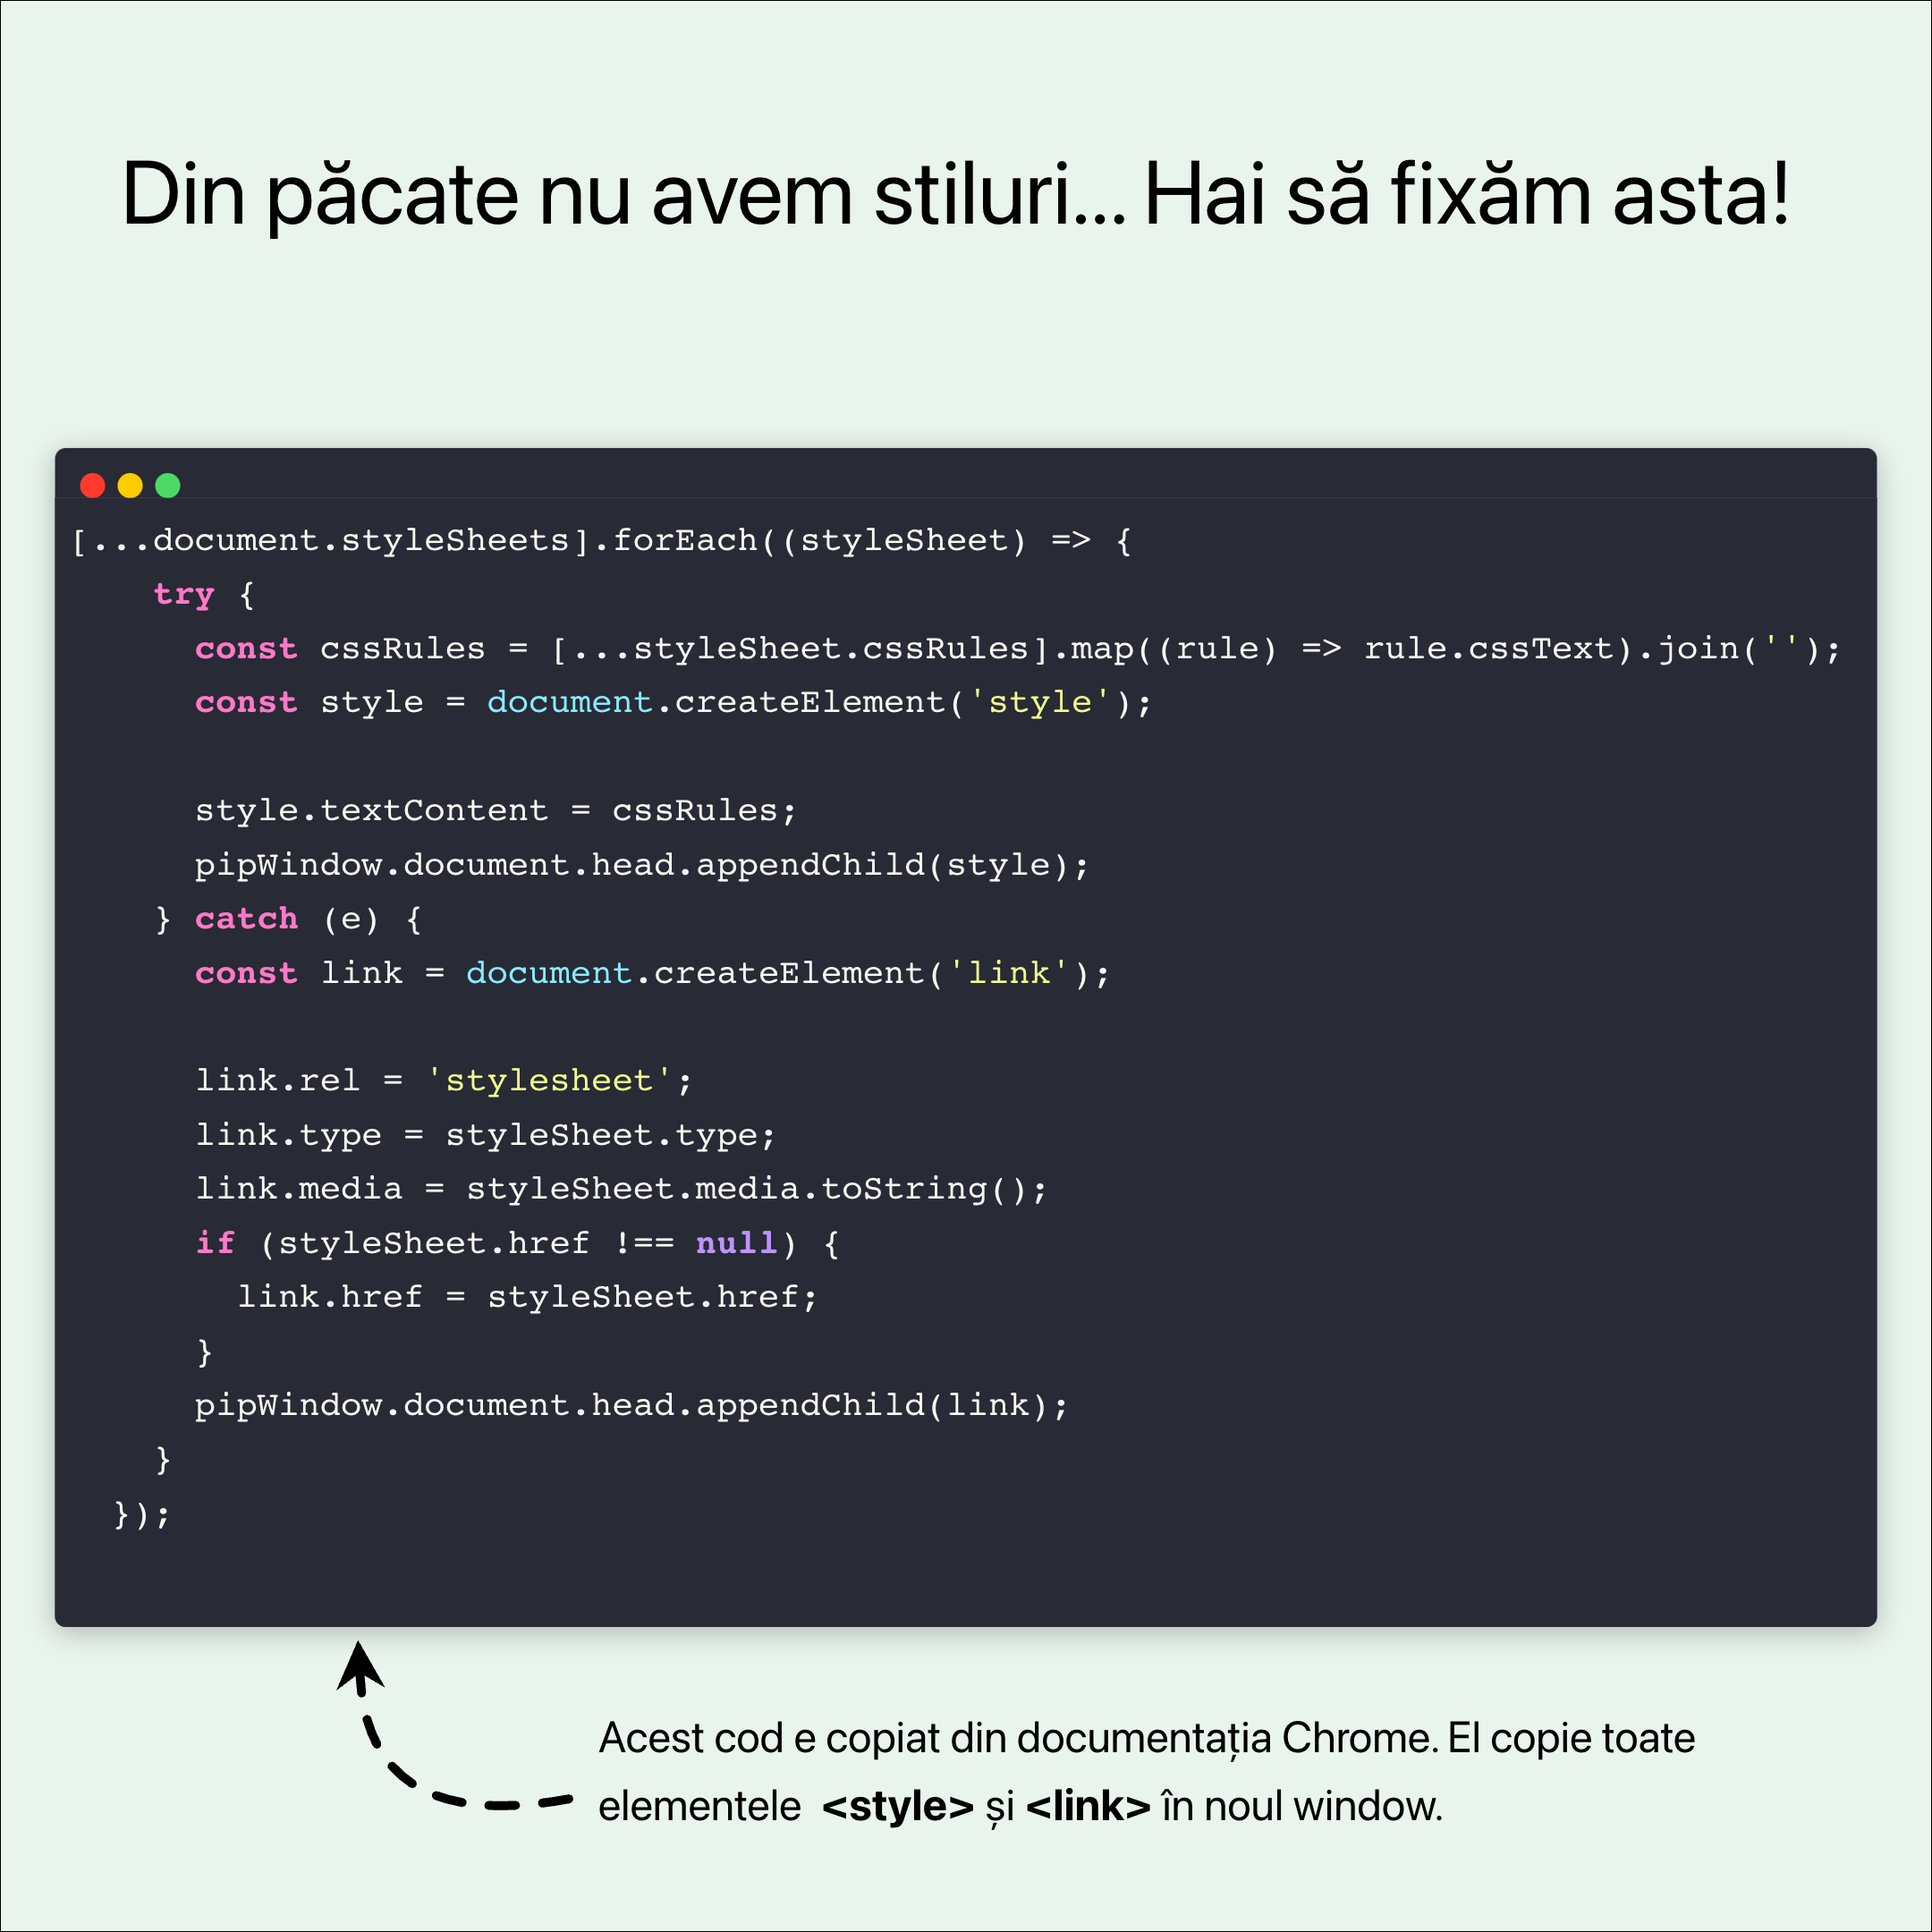 Din păcate nu avem stiluri... Hai să fixăm asta!
[...document.styleSheets].forEach((styleSheet) => {
    try {
      const cssRules = [...styleSheet.cssRules].map((rule) => rule.cssText).join('');
      const style = document.createElement('style');

      style.textContent = cssRules;
      pipWindow.document.head.appendChild(style);
    } catch (e) {
      const link = document.createElement('link');

      link.rel = 'stylesheet';
      link.type = styleSheet.type;
      link.media = styleSheet.media.toString();
      if (styleSheet.href !== null) {
        link.href = styleSheet.href;
      }
      pipWindow.document.head.appendChild(link);
    }
  });
Acest cod e copiat din documentația Chrome. El copie toate
elementele <style> și <link> în noul window.